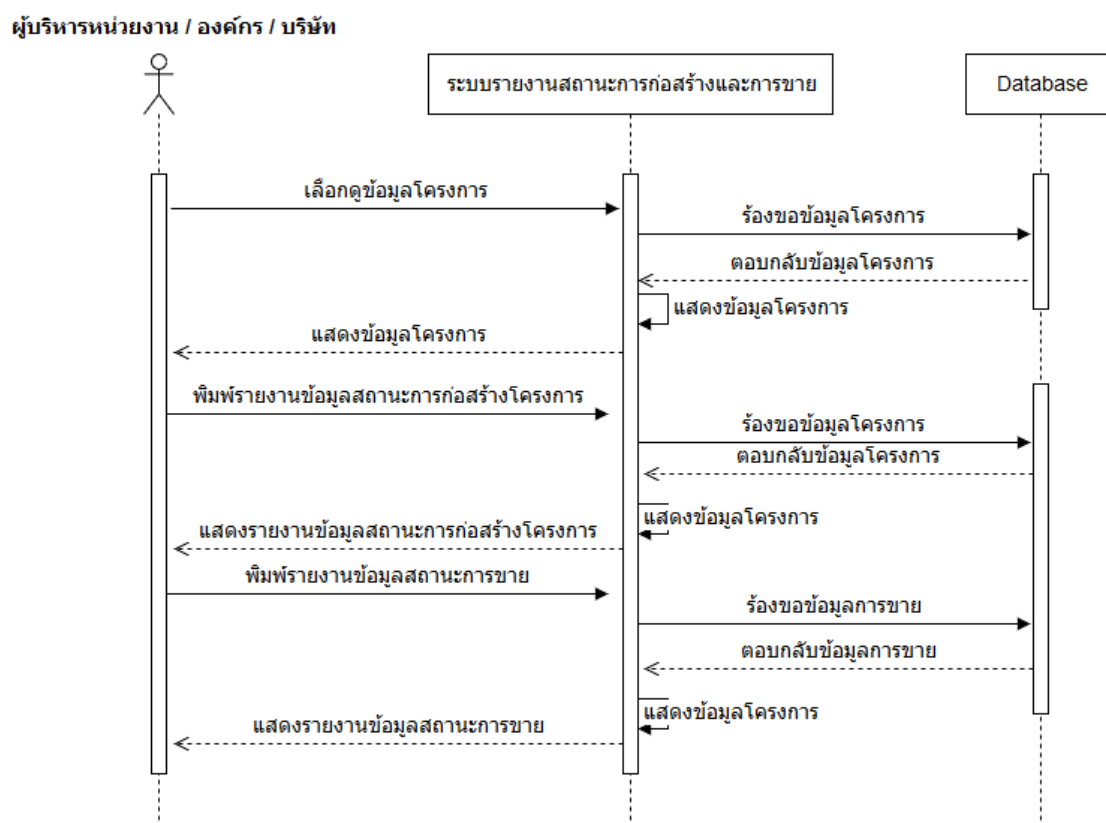 ผู้บริหารหน่วยงาน / องค์กร / บริษัท
ระบบรายงานสถานะการก่อสร้างและการขาย
Database
เลือกดูข้อมูลโครงการ
ร้องขอข้อมูลโครงการ
ตอบกลับข้อมูลโครงการ
แสดงข้อมูลโครงการ
แสดงข้อมูลโครงการ
พิมพ์รายงานข้อมูลสถานะการก่อสร้างโครงการ
ร้องขอข้อมูลโครงการ
ตอบกลับข้อมูลโครงการ
แสดงข้อมูลโครงการ
แสดงรายงานข้อมูลสถานะการก่อสร้างโครงการ
พิมพ์รายงานข้อมูลสถานะการขาย
ร้องขอข้อมูลการขาย
ตอบกลับข้อมูลการขาย
แสดงข้อมูลโครงการ
แสดงรายงานข้อมูลสถานะการขาย